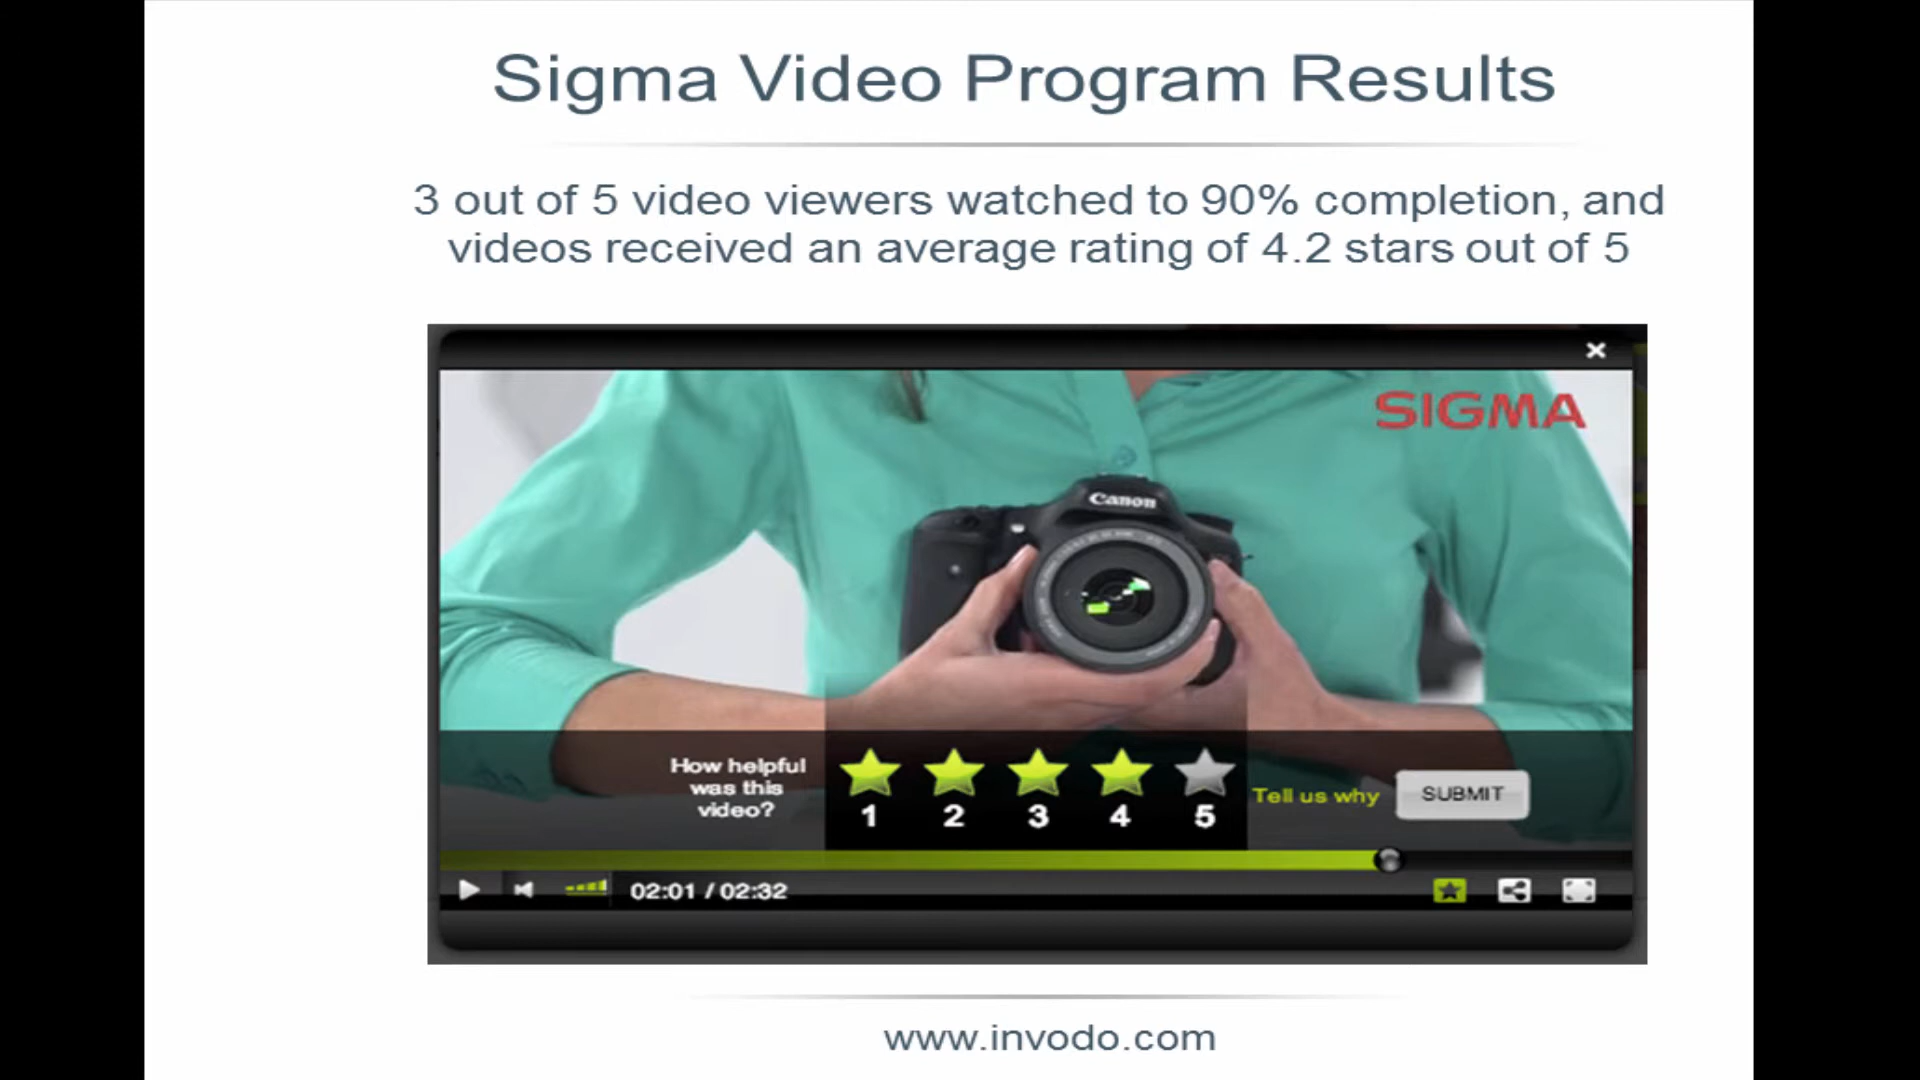 Sigma Video Program Results
3 out of 5 video viewers watched to 90% completion, and
videos received an average rating of 4.2 stars out of 5
SIGMA
Canon
How helpful
was this
video?
1 2 3 4 5
Tell us why
SUBMIT
02:01 / 02:32
www.invodo.com